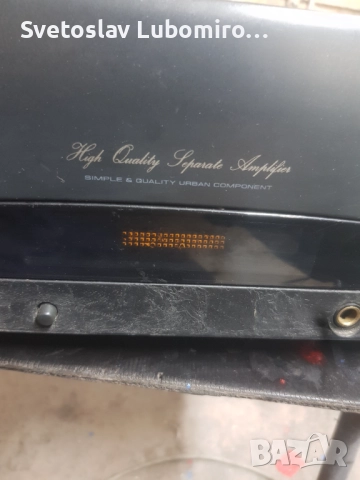 Svetoslav Lubomiro...
High Quality Separate Amplifier
SIMPLE & QUALITY URBAN COMPONENT
BAZAR